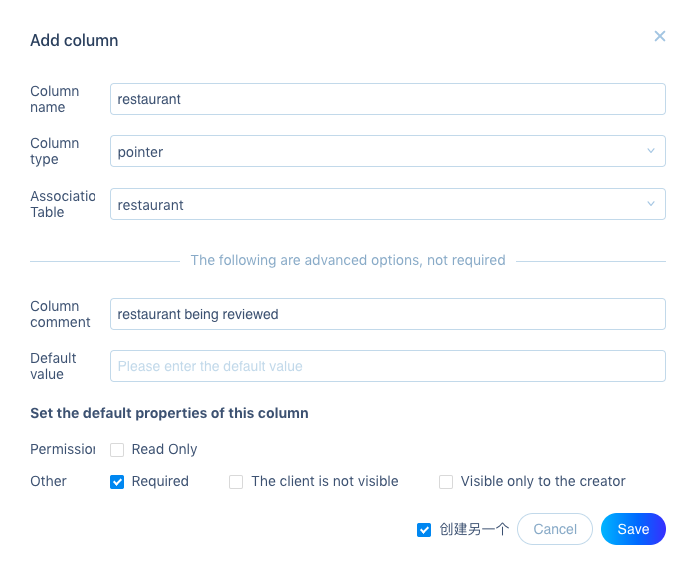 Add column
Column
name
restaurant
Column
type
pointer
Associatio
Table
restaurant
The following are advanced options, not required
Column
comment
restaurant being reviewed
Default
value
Please enter the default value
Set the default properties of this column
Permission
Read Only
Other
Required
The client is not visible
Visible only to the creator
创建另一个
Cancel
Save